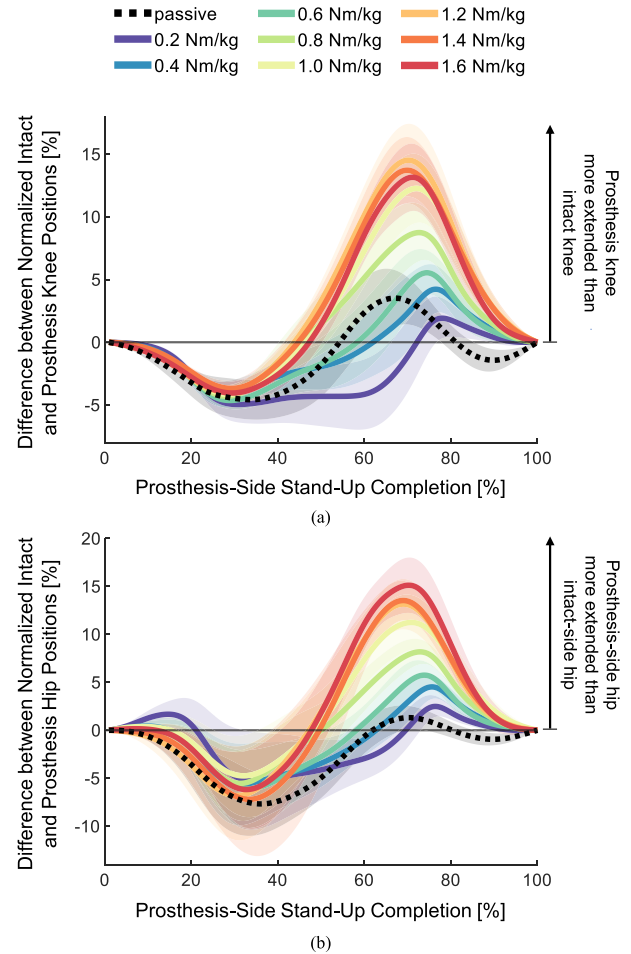 passive 0.6 Nm/kg 1.2 Nm/kg
0.2 Nm/kg 0.8 Nm/kg 1.4 Nm/kg
0.4 Nm/kg 1.0 Nm/kg 1.6 Nm/kg
Difference between Normalized Intact
and Prosthesis Knee Positions [%]
15
10
5
0
-5
0 20 40 60 80 100
Prosthesis-Side Stand-Up Completion [%]
Prosthesis knee
more extended than
intact knee
(a)
Difference between Normalized Intact
and Prosthesis Hip Positions [%]
20
15
10
5
0
-5
-10
0 20 40 60 80 100
Prosthesis-Side Stand-Up Completion [%]
Prosthesis-side hip
more extended than
intact-side hip
(b)